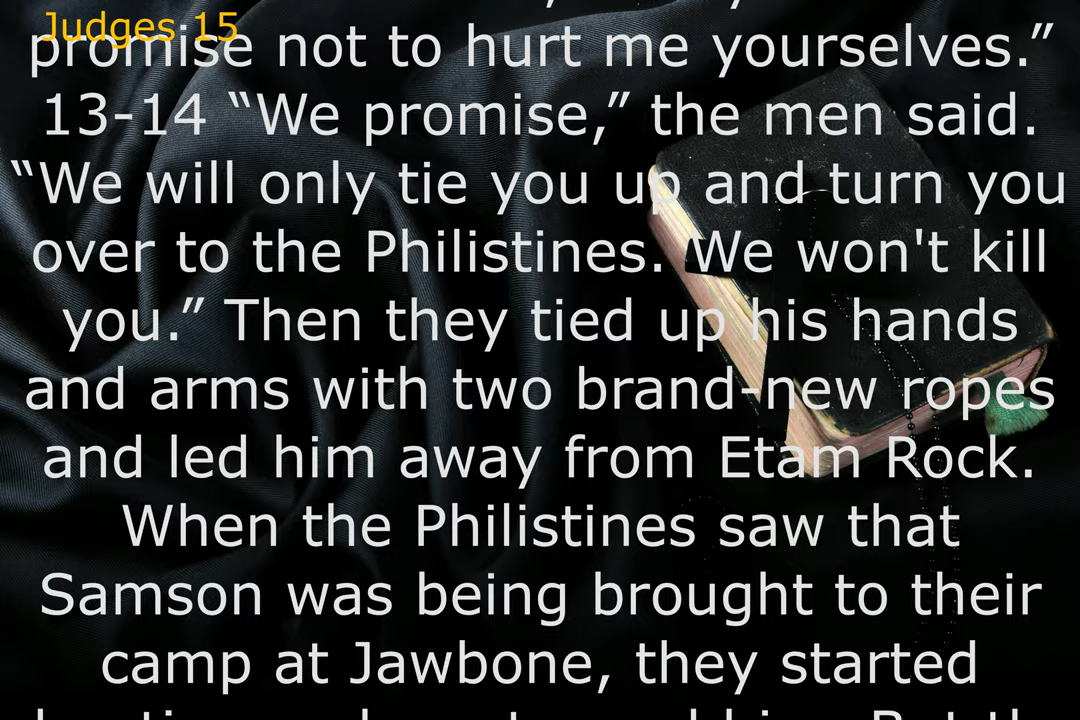 Judges 15
promise not to hurt me yourselves.”
13-14 “We promise,” the men said.
“We will only tie you up and turn you
over to the Philistines. We won't kill
you.” Then they tied up his hands
and arms with two brand-new ropes
and led him away from Etam Rock.
When the Philistines saw that
Samson was being brought to their
camp at Jawbone, they started